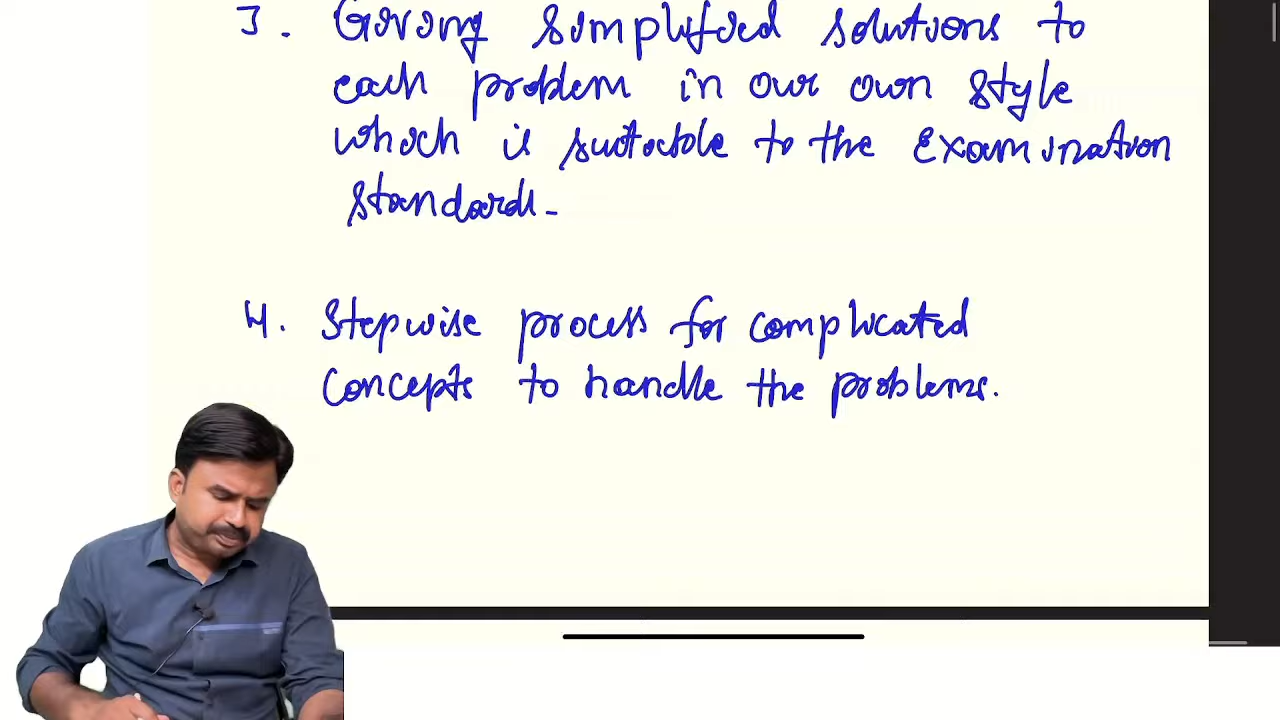 3. Giving simplified solutions to
each problem in our own style
which is suitable to the Examination
standard.
4. Stepwise process for complicated
concepts to handle the problems.